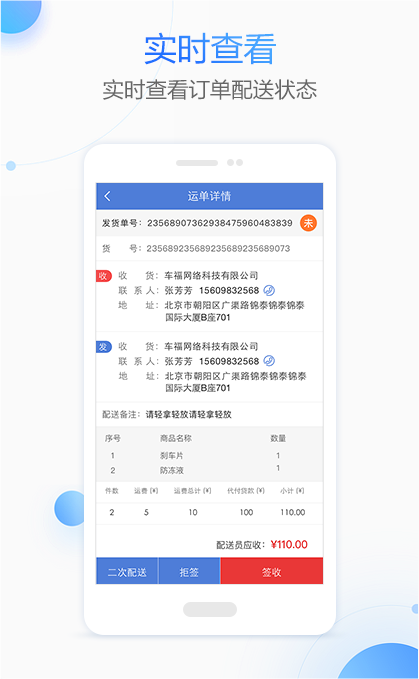 实时查看
实时查看订单配送状态
运单详情
发货单号：23568907362938475960483839 未
货 号：235689235689235689235689073
收 收 货：车福网络科技有限公司
联 系 人：张芳芳 15609832568
地 址：北京市朝阳区广渠路锦泰锦泰锦泰
国际大厦B座701
发 收 货：车福网络科技有限公司
联 系 人：张芳芳 15609832568
地 址：北京市朝阳区广渠路锦泰锦泰锦泰
国际大厦B座701
配送备注：请轻拿轻放请轻拿轻放
序号 商品名称 数量
1 刹车片 1
2 防冻液 1
件数 运费 (¥) 运费总计 (¥) 代付货款 (¥) 小计 (¥)
2 5 10 100 110.00
配送员应收：¥110.00
二次配送 拒签 签收